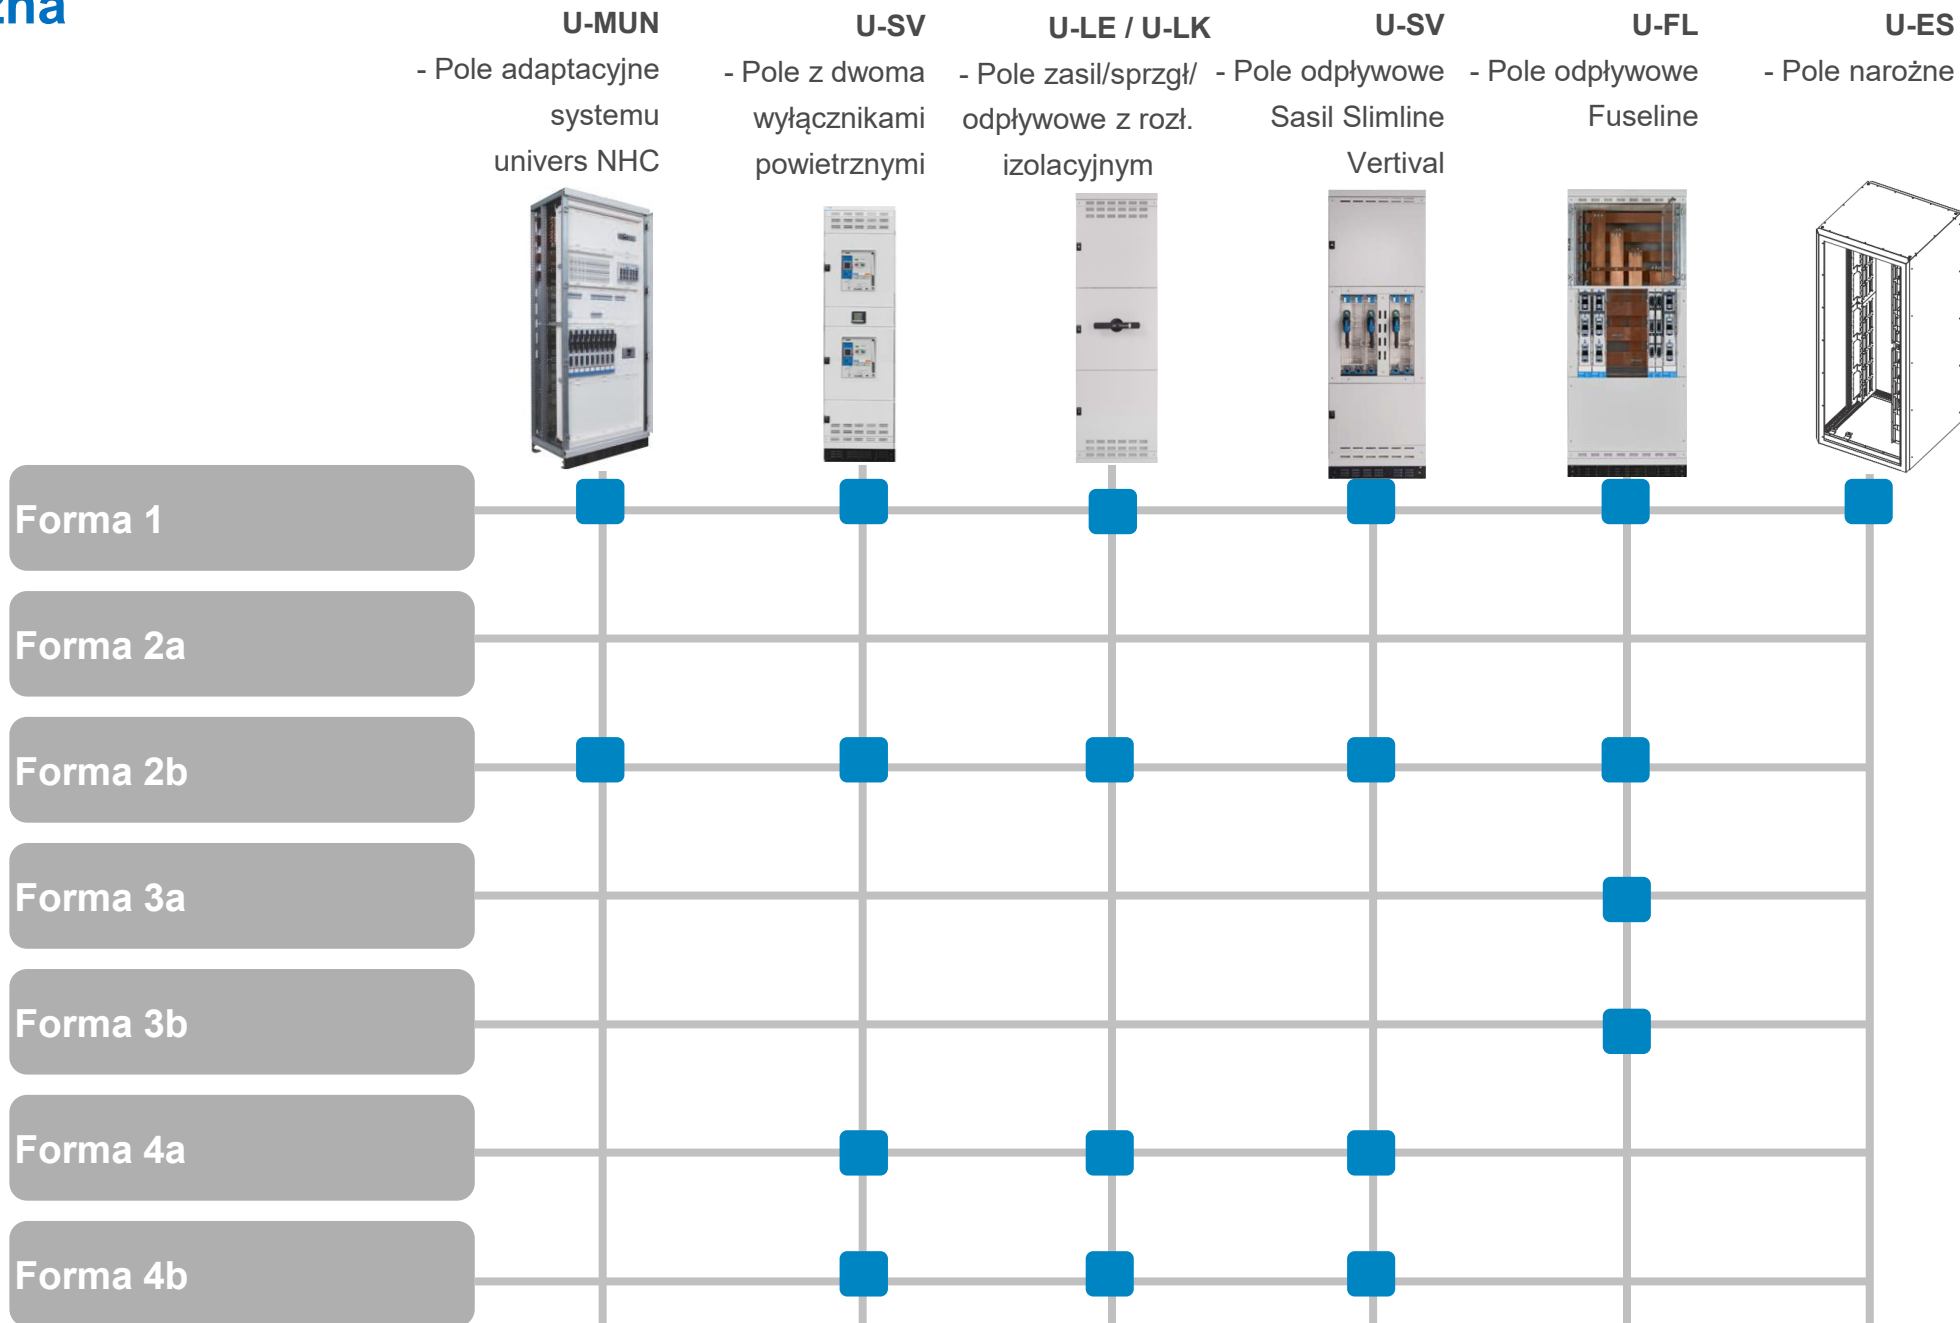 U-MUN
- Pole adaptacyjne
systemu
univers NHC
U-SV
- Pole z dwoma
wyłącznikami
powietrznymi
U-LE / U-LK
- Pole zasil/sprzgł/
odpływowe z rozł.
izolacyjnym
U-SV
- Pole odpływowe
Sasil Slimline
Vertival
U-FL
- Pole odpływowe
Fuseline
U-ES
- Pole narożne
Forma 1
Forma 2a
Forma 2b
Forma 3a
Forma 3b
Forma 4a
Forma 4b